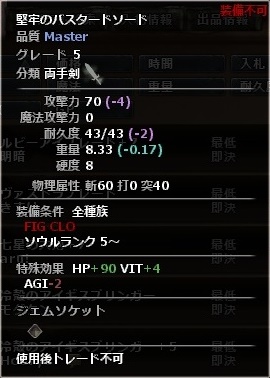 装備不可
堅牢のバスタードソード
品質 Master
グレード 5
分類 両手剣
攻撃力 70 (-4)
魔法攻撃力 0
耐久度 43/43 (-2)
重量 8.33 (-0.17)
硬度 8
物理属性 斬60 打0 突40
装備条件 全種族
FIG CLO
ソウルランク 5～
特殊効果 HP+90 VIT+4
AGI-2
ジェムソケット
使用後トレード不可